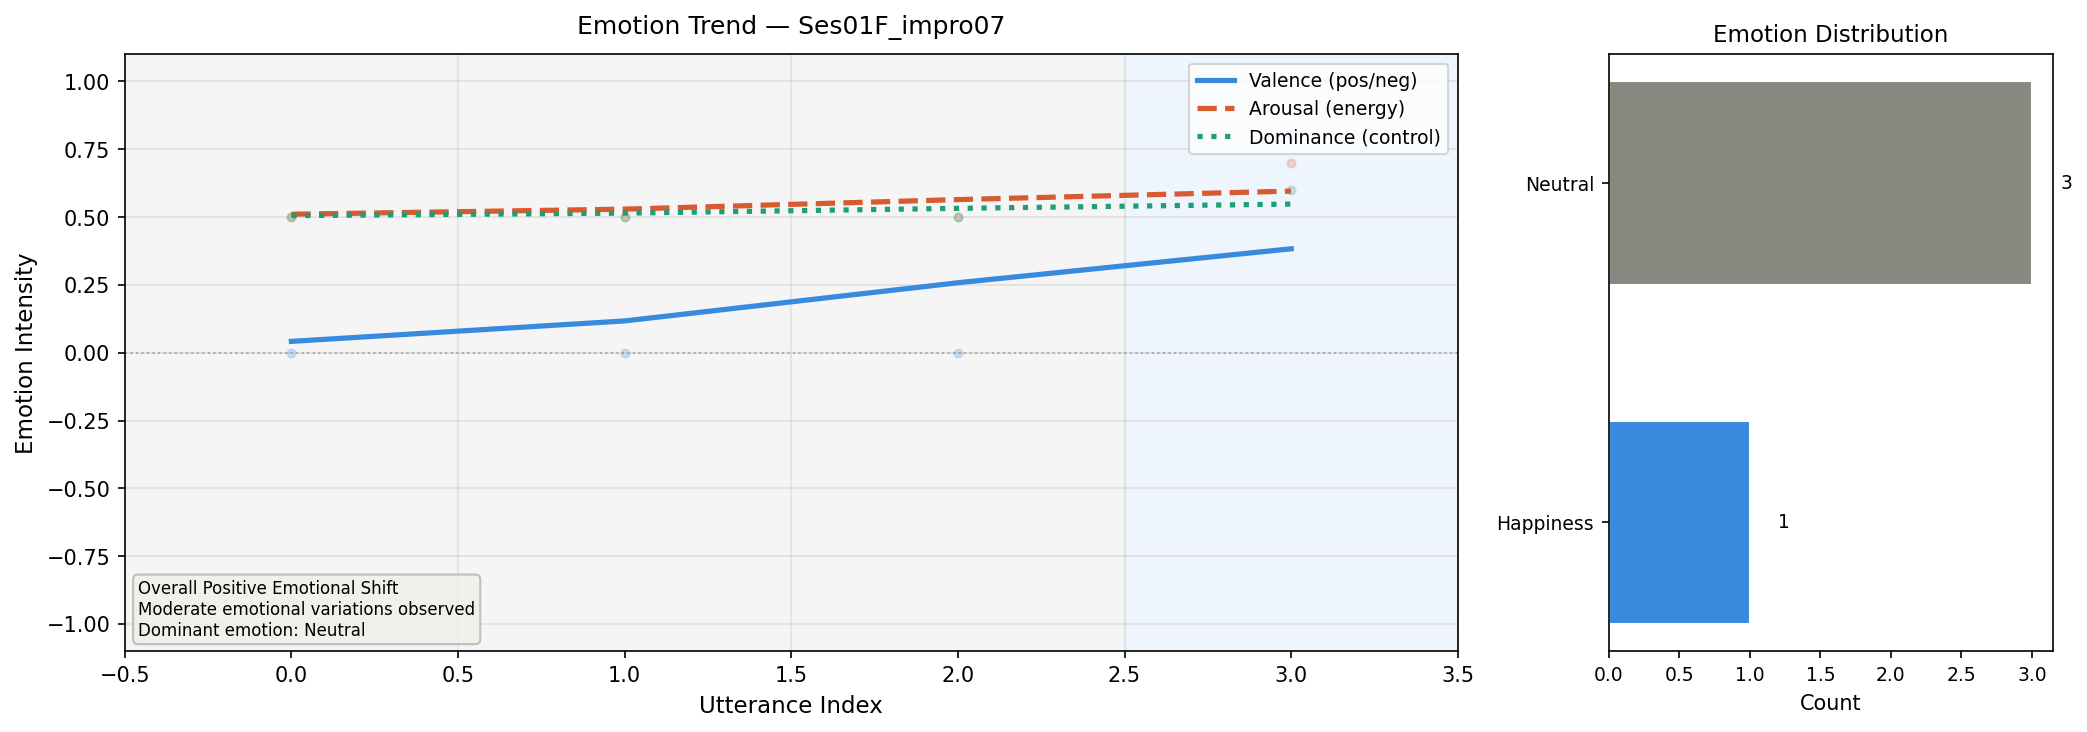 Emotion Trend — Ses01F_impro07
Emotion Intensity
1.00
0.75
0.50
0.25
0.00
−0.25
−0.50
−0.75
−1.00
Valence (pos/neg)
Arousal (energy)
Dominance (control)
Overall Positive Emotional Shift
Moderate emotional variations observed
Dominant emotion: Neutral
−0.5 0.0 0.5 1.0 1.5 2.0 2.5 3.0 3.5
Utterance Index
Emotion Distribution
Neutral 3
Happiness 1
0.0 0.5 1.0 1.5 2.0 2.5 3.0
Count